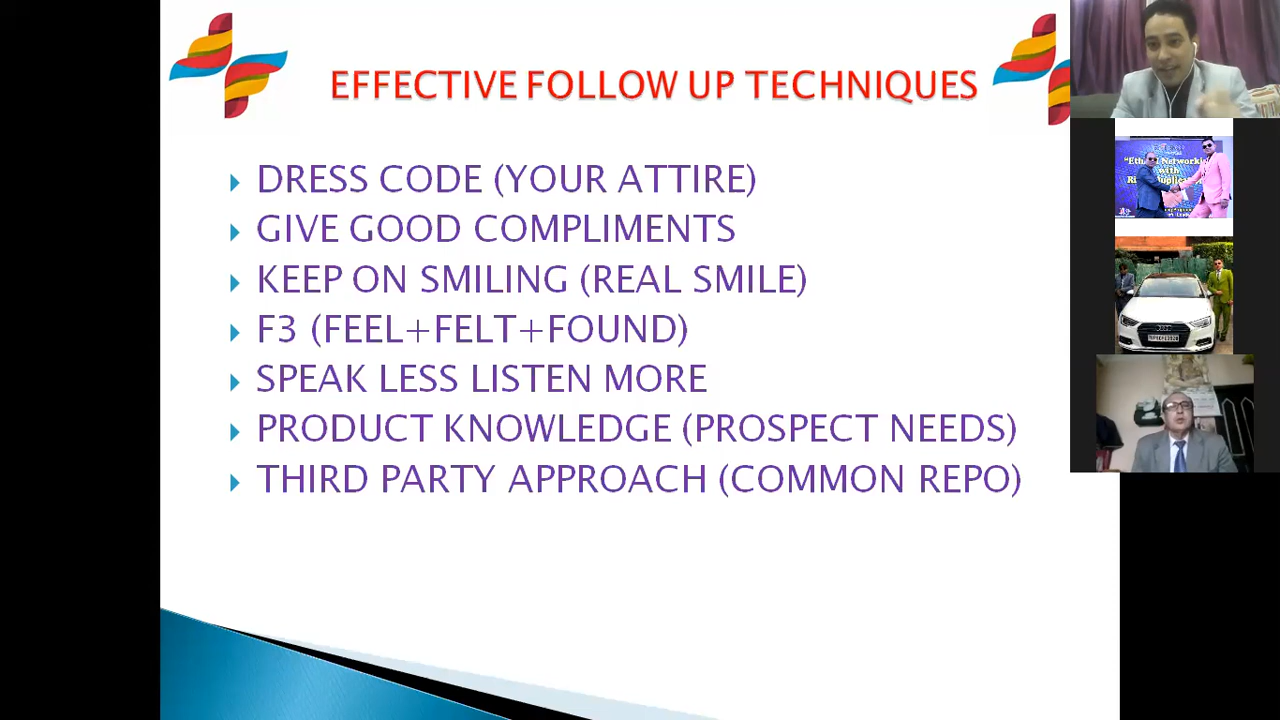 EFFECTIVE FOLLOW UP TECHNIQUES
DRESS CODE (YOUR ATTIRE)
GIVE GOOD COMPLIMENTS
KEEP ON SMILING (REAL SMILE)
F3 (FEEL+FELT+FOUND)
SPEAK LESS LISTEN MORE
PRODUCT KNOWLEDGE (PROSPECT NEEDS)
THIRD PARTY APPROACH (COMMON REPO)
with